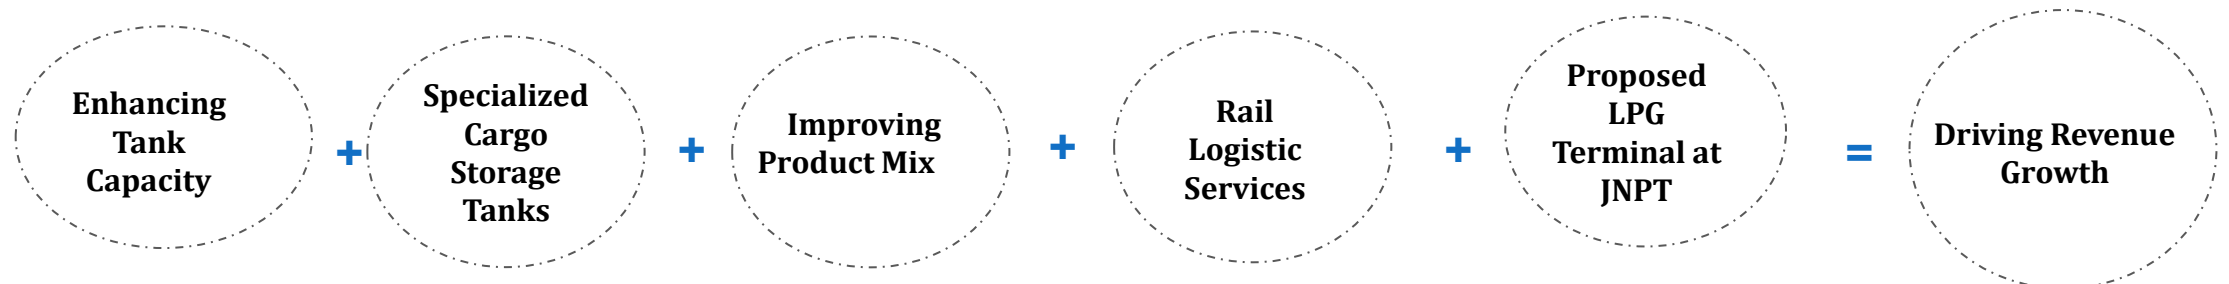 Enhancing
Tank
Capacity
+
Specialized
Cargo
Storage
Tanks
+
Improving
Product Mix
+
Rail
Logistic
Services
+
Proposed
LPG
Terminal at
JNPT
=
Driving Revenue
Growth